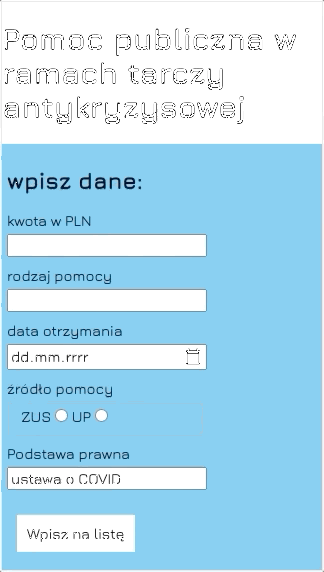 Pomoc publiczna w
ramach tarczy
antykryzysowej
wpisz dane:
kwota w PLN
rodzaj pomocy
data otrzymania
dd.mm.rrrr
źródło pomocy
ZUS UP
Podstawa prawna
ustawa o COVID
Wpisz na listę